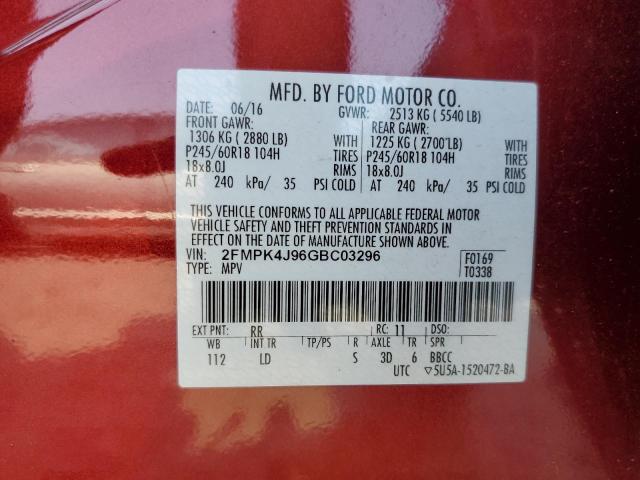 MFD. BY FORD MOTOR CO.
DATE: 06/16 GVWR: 2513 KG ( 5540 LB)
FRONT GAWR: REAR GAWR:
1306 KG ( 2880 LB) WITH 1225 KG ( 2700 LB) WITH
P245/60R18 104H TIRES P245/60R18 104H TIRES
18x8.0J RIMS 18x8.0J RIMS
AT 240 kPa/ 35 PSI COLD AT 240 kPa/ 35 PSI COLD
THIS VEHICLE CONFORMS TO ALL APPLICABLE FEDERAL MOTOR
VEHICLE SAFETY AND THEFT PREVENTION STANDARDS IN
EFFECT ON THE DATE OF MANUFACTURE SHOWN ABOVE.
VIN: 2FMPK4J96GBC03296 F0169
TYPE: MPV T0338
EXT PNT: RR RC: 11 DSO:
WB INT TR TP/PS R AXLE TR SPR
112 LD S 3D 6 BBCC
UTC ▽5U5A-1520472-BA